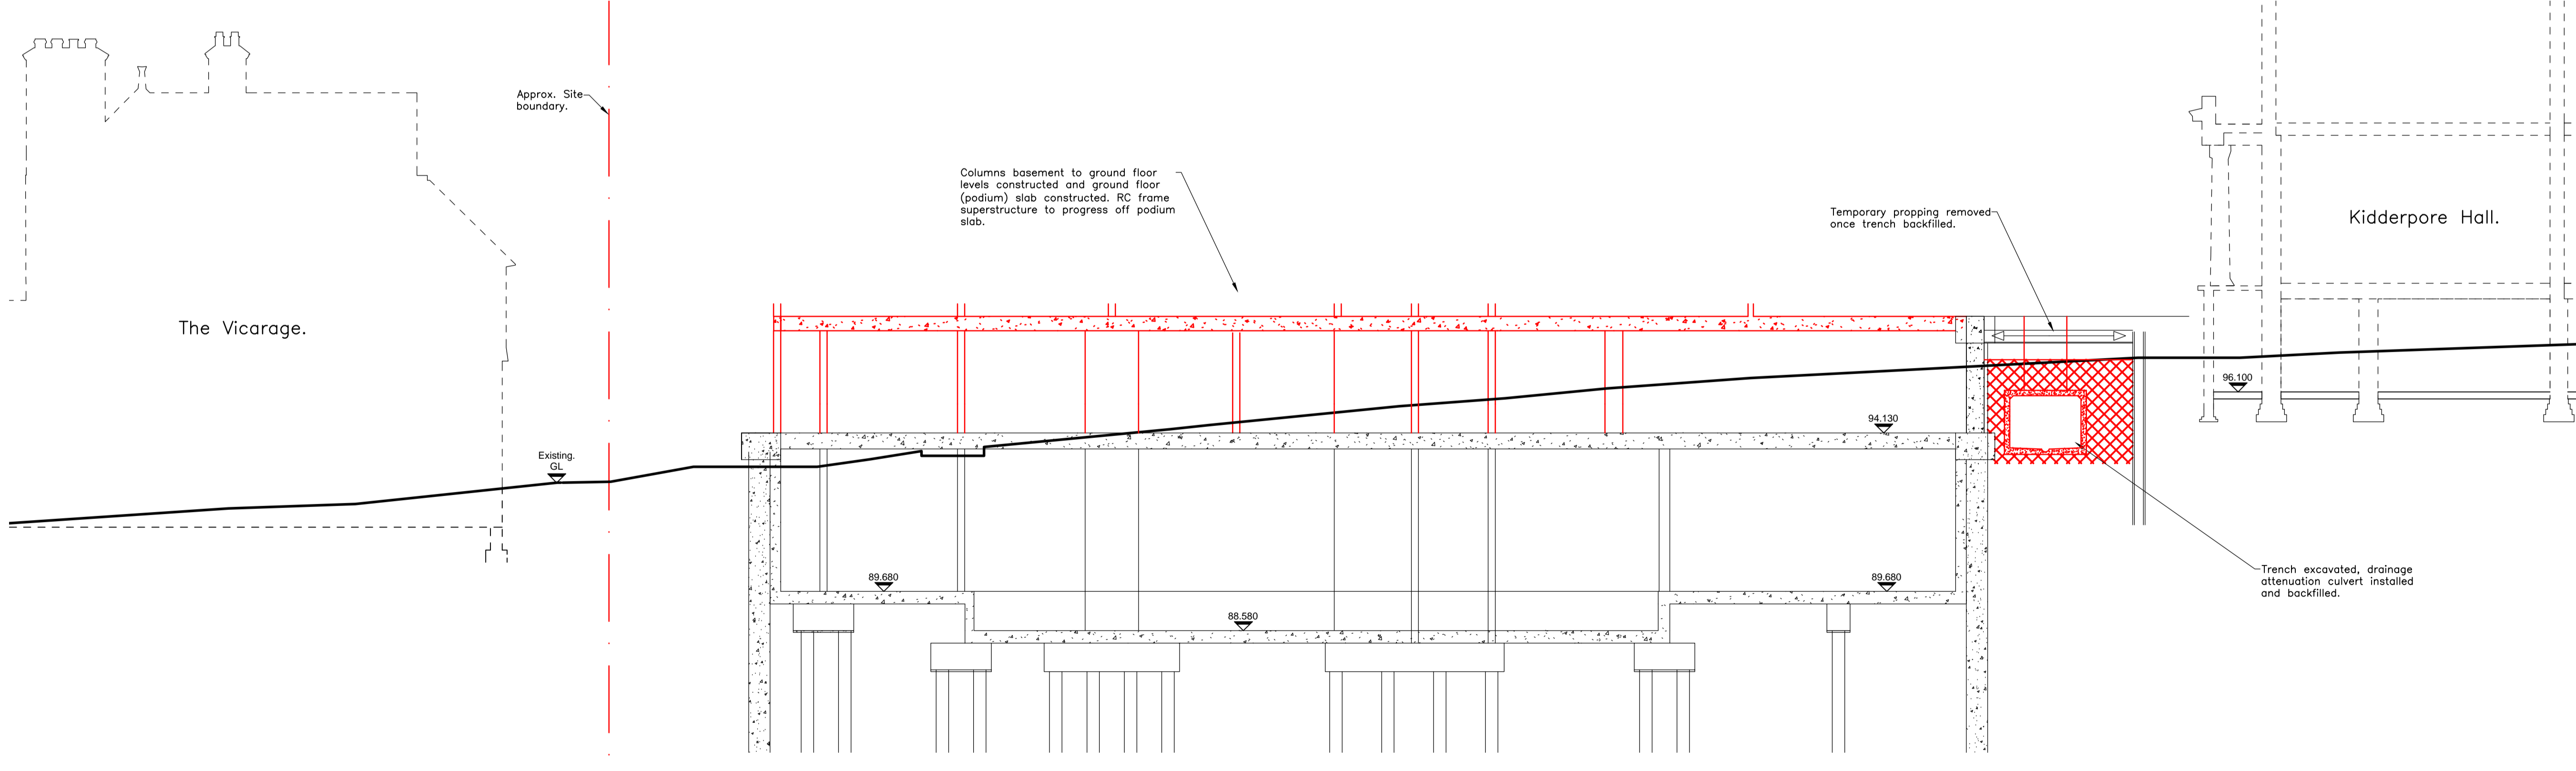 Approx. Site
boundary.
Columns basement to ground floor
levels constructed and ground floor
(podium) slab constructed. RC frame
superstructure to progress off podium
slab.
Temporary propping removed
once trench backfilled.
Kidderpore Hall.
The Vicarage.
96.100
94.130
Existing.
GL
89.680
89.680
88.580
Trench excavated, drainage
attenuation culvert installed
and backfilled.